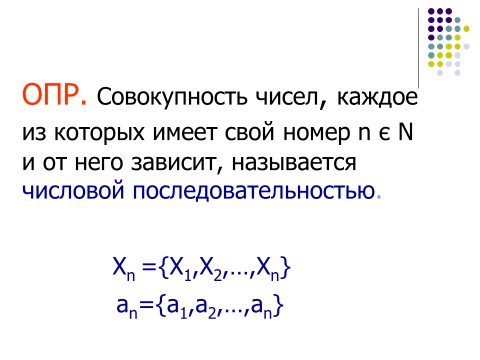 ОПР. Совокупность чисел, каждое
из которых имеет свой номер n є N
и от него зависит, называется
числовой последовательностью.
Xₙ ={X₁,X₂,…,Xₙ}
aₙ={a₁,a₂,…,aₙ}